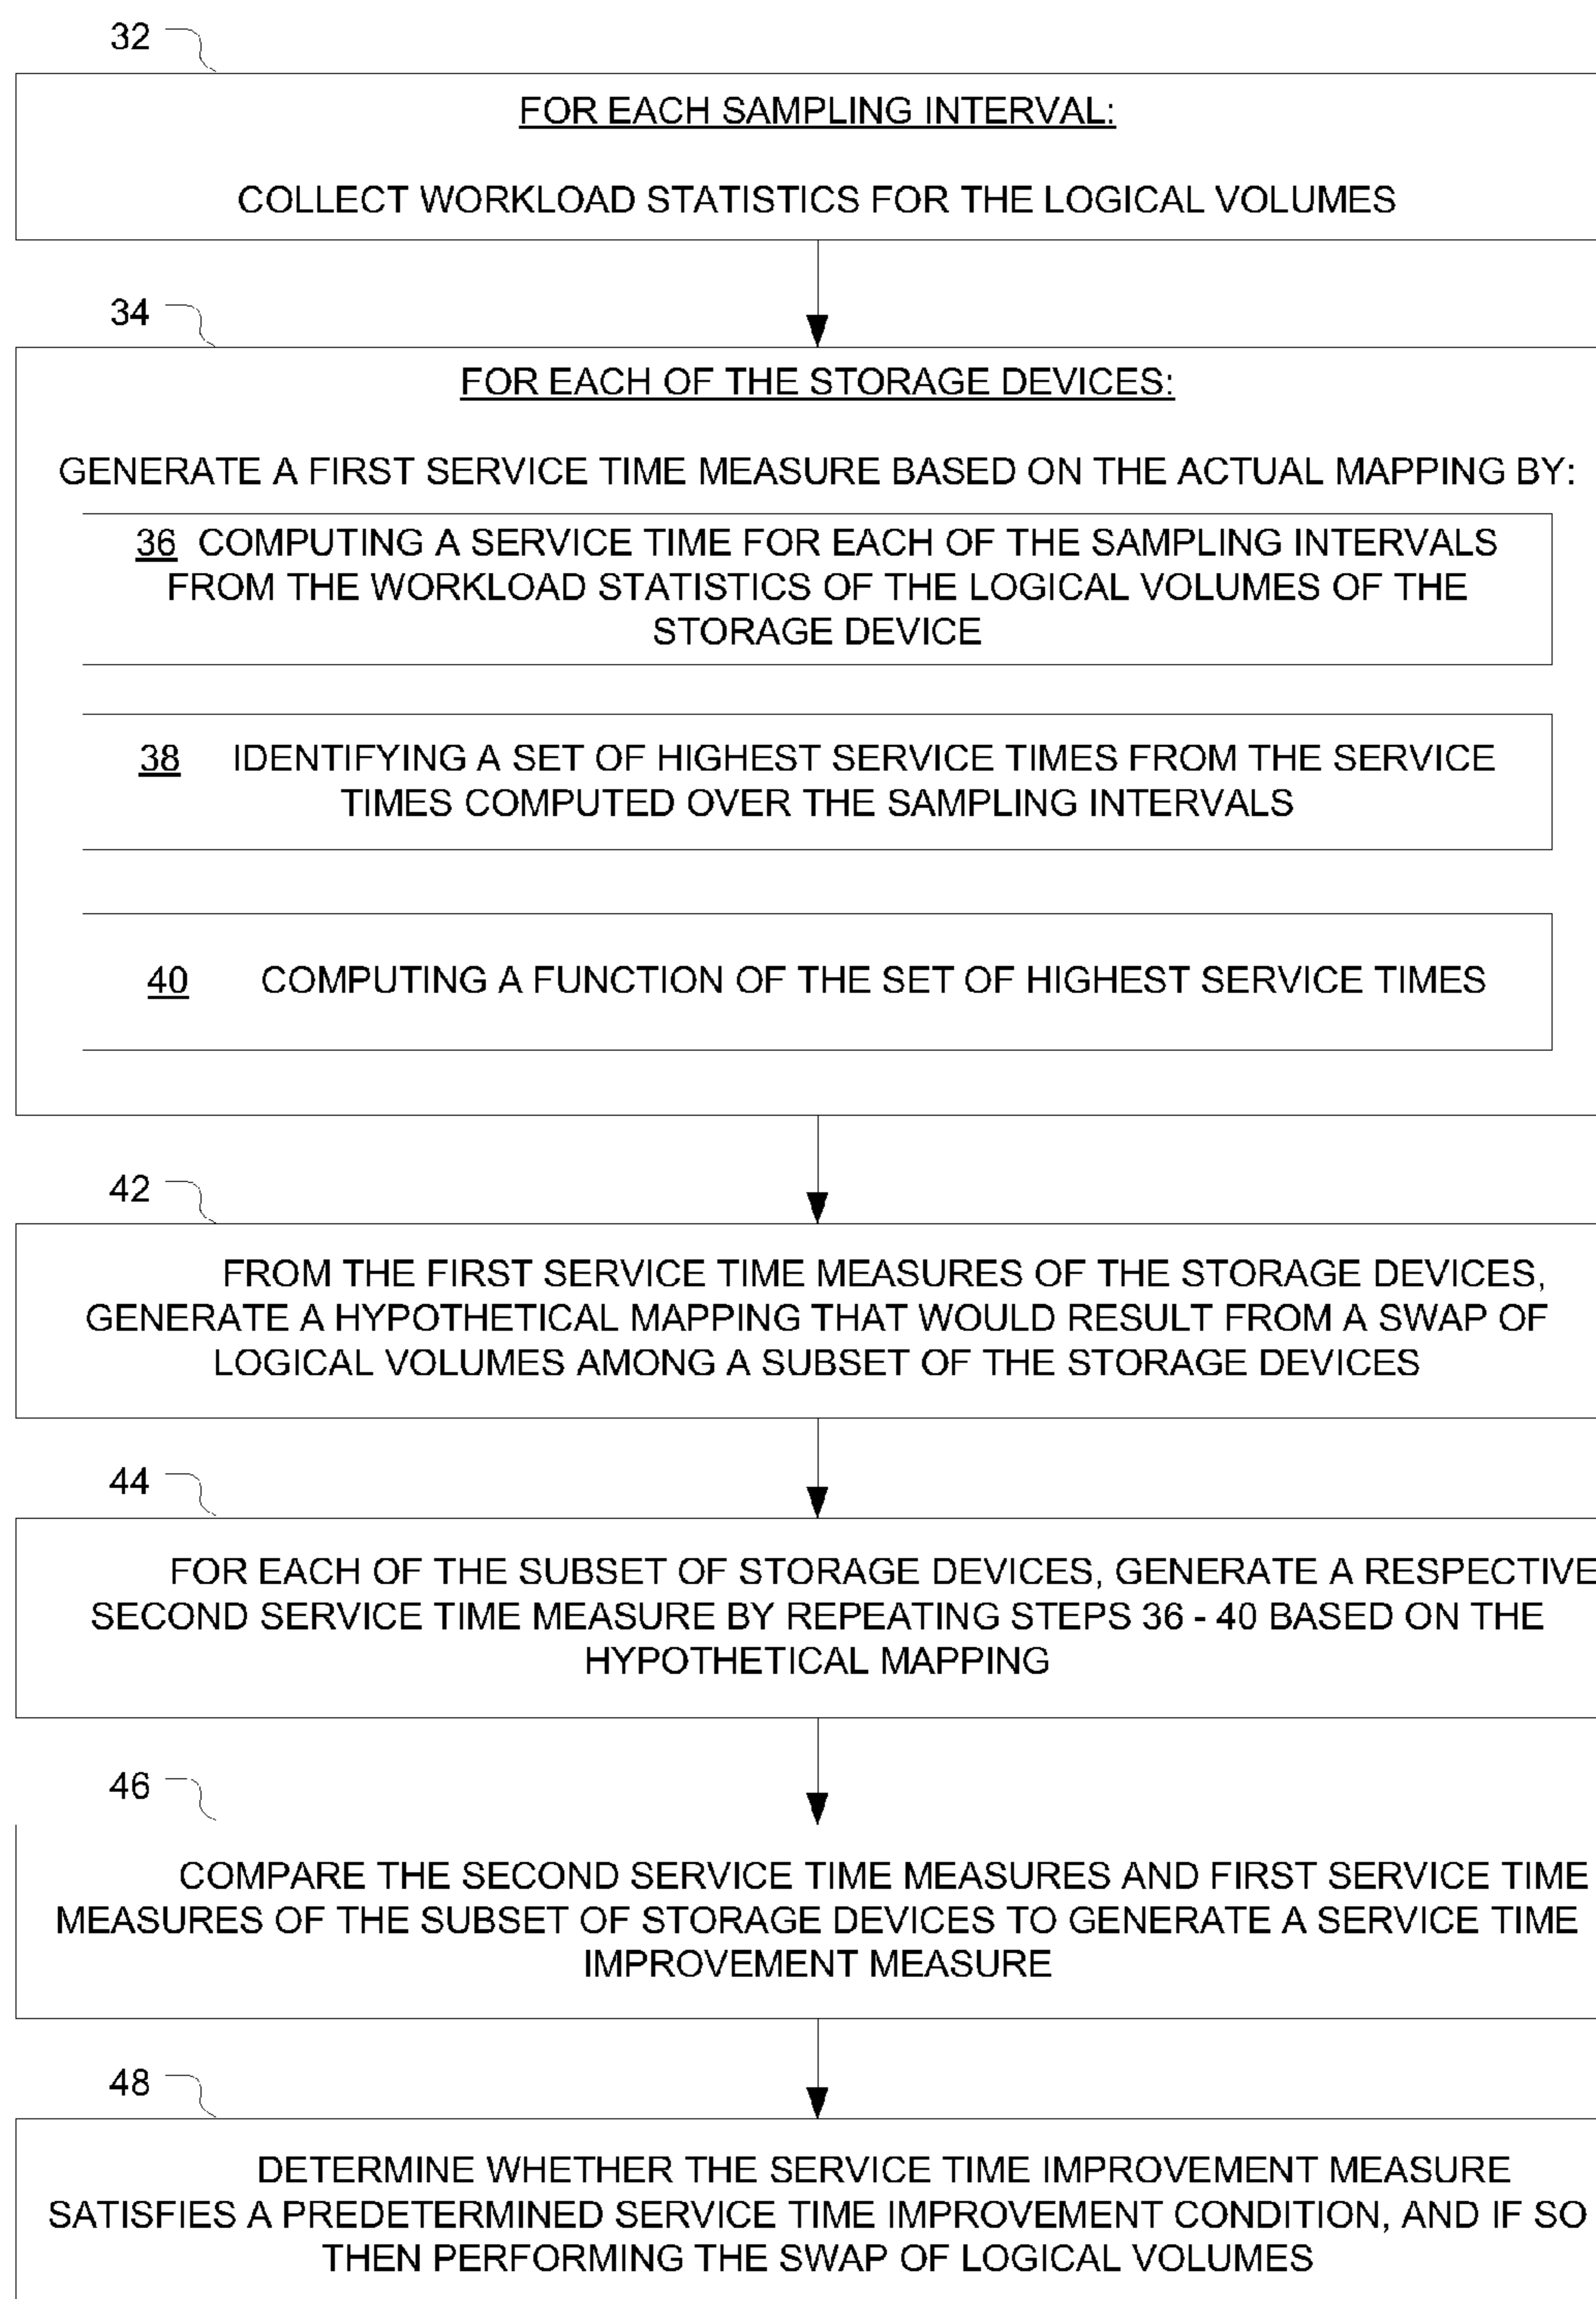 32
FOR EACH SAMPLING INTERVAL:
COLLECT WORKLOAD STATISTICS FOR THE LOGICAL VOLUMES
34
FOR EACH OF THE STORAGE DEVICES:
GENERATE A FIRST SERVICE TIME MEASURE BASED ON THE ACTUAL MAPPING BY:
36 COMPUTING A SERVICE TIME FOR EACH OF THE SAMPLING INTERVALS
FROM THE WORKLOAD STATISTICS OF THE LOGICAL VOLUMES OF THE
STORAGE DEVICE
38 IDENTIFYING A SET OF HIGHEST SERVICE TIMES FROM THE SERVICE
TIMES COMPUTED OVER THE SAMPLING INTERVALS
40 COMPUTING A FUNCTION OF THE SET OF HIGHEST SERVICE TIMES
42
FROM THE FIRST SERVICE TIME MEASURES OF THE STORAGE DEVICES,
GENERATE A HYPOTHETICAL MAPPING THAT WOULD RESULT FROM A SWAP OF
LOGICAL VOLUMES AMONG A SUBSET OF THE STORAGE DEVICES
44
FOR EACH OF THE SUBSET OF STORAGE DEVICES, GENERATE A RESPECTIVE
SECOND SERVICE TIME MEASURE BY REPEATING STEPS 36 - 40 BASED ON THE
HYPOTHETICAL MAPPING
46
COMPARE THE SECOND SERVICE TIME MEASURES AND FIRST SERVICE TIME
MEASURES OF THE SUBSET OF STORAGE DEVICES TO GENERATE A SERVICE TIME
IMPROVEMENT MEASURE
48
DETERMINE WHETHER THE SERVICE TIME IMPROVEMENT MEASURE
SATISFIES A PREDETERMINED SERVICE TIME IMPROVEMENT CONDITION, AND IF SO
THEN PERFORMING THE SWAP OF LOGICAL VOLUMES